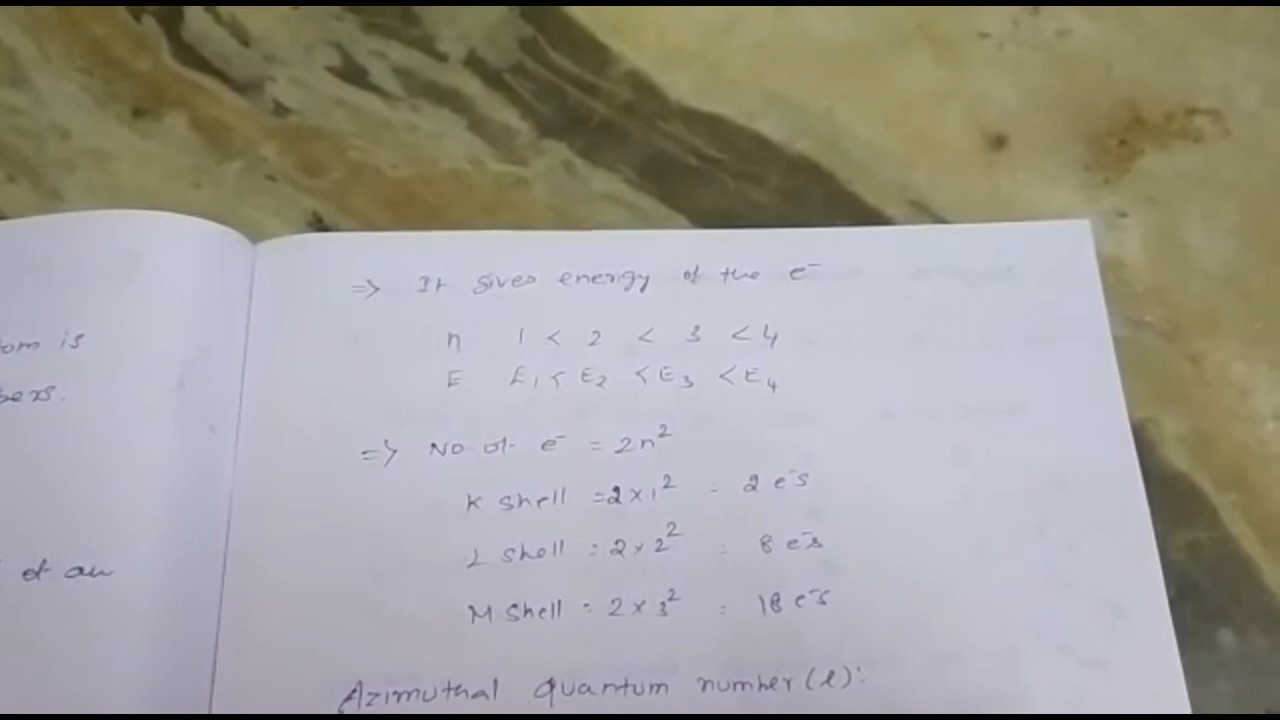 om is
bers.
of an
=> It gives energy of the e⁻
n 1 < 2 < 3 < 4
E E₁ < E₂ < E₃ < E₄
=> No of e⁻ = 2n²
K shell = 2 × 1² = 2 e⁻s
L shell = 2 × 2² = 8 e⁻s
M shell = 2 × 3² = 18 e⁻s
Azimuthal quantum number (l):